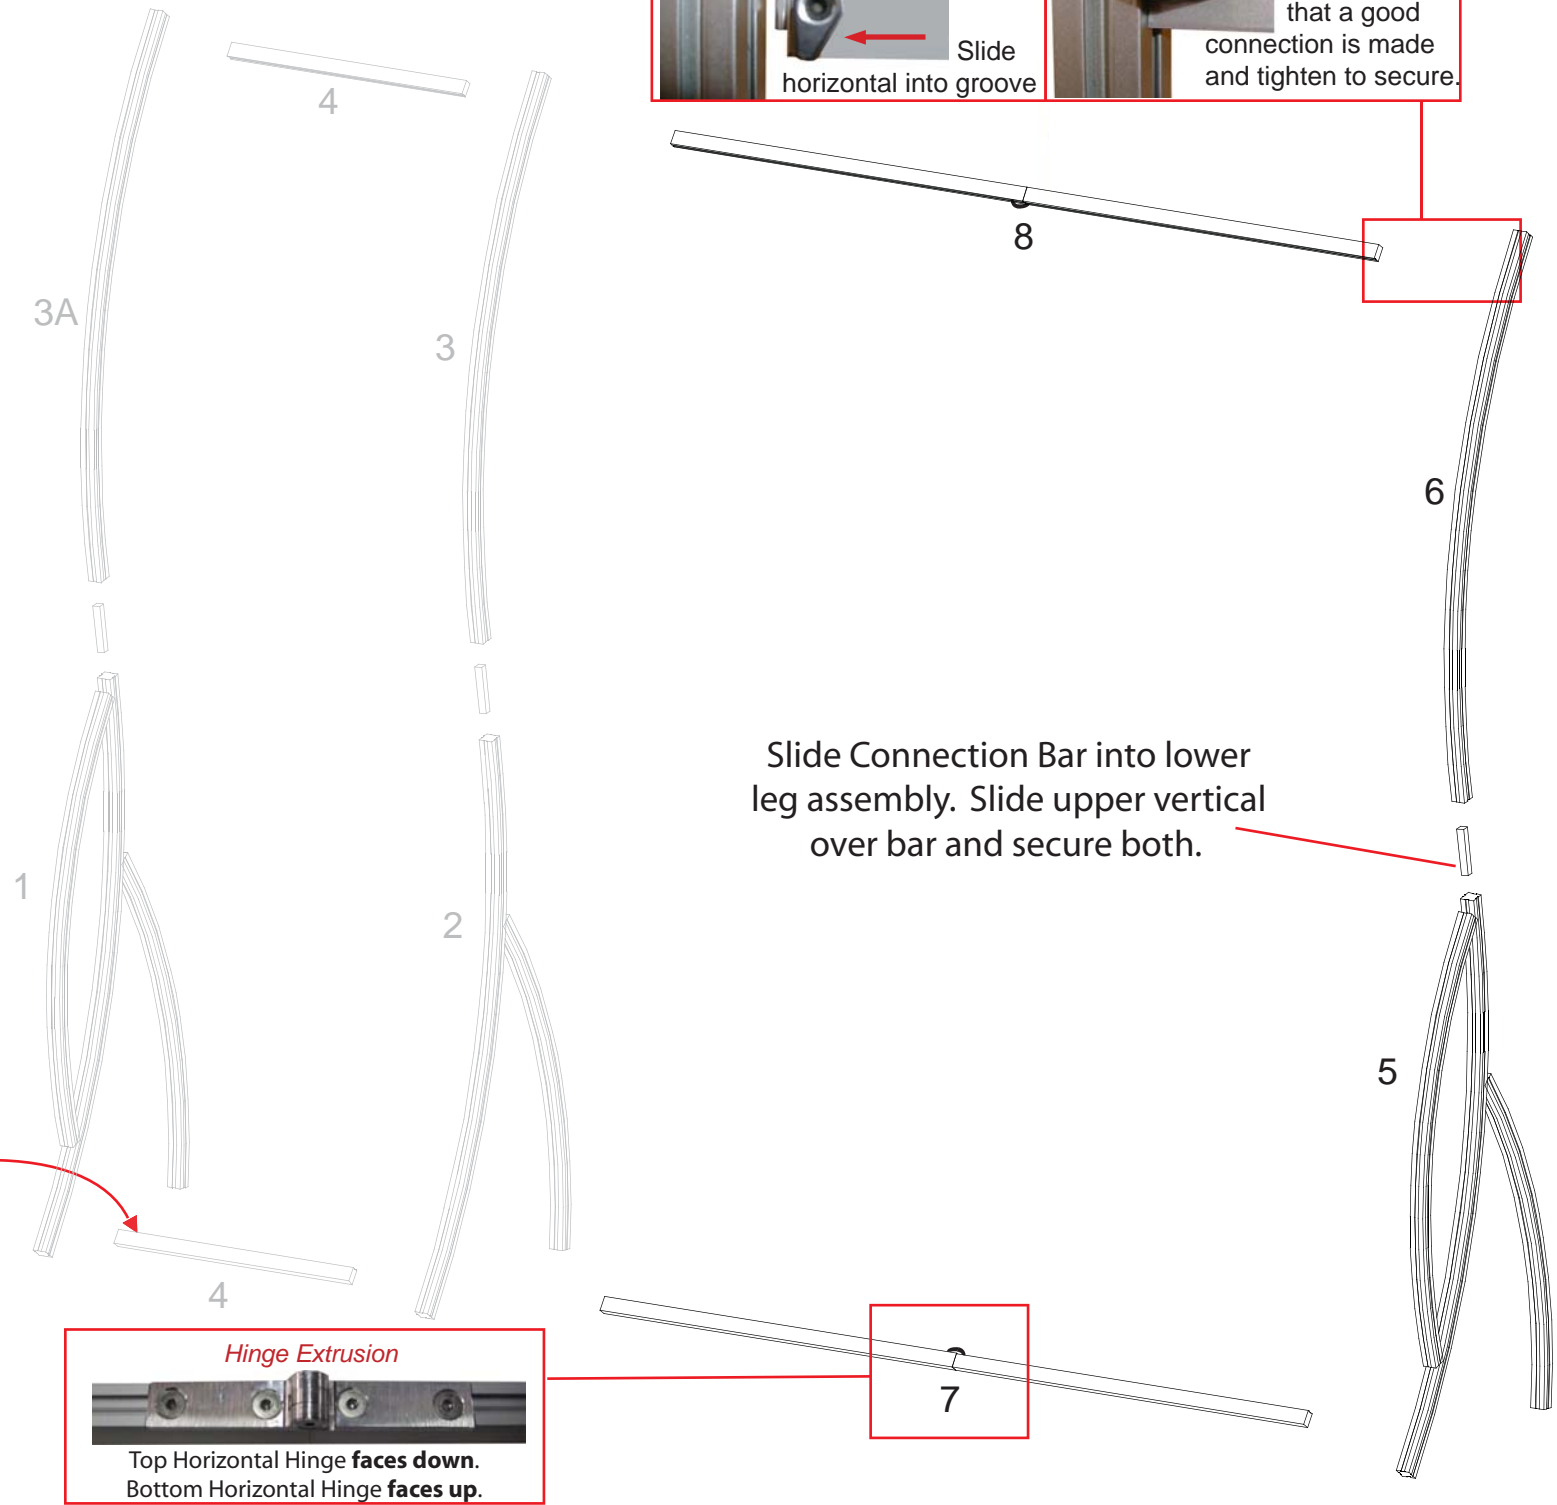 that a good
connection is made
and tighten to secure.
Slide
horizontal into groove
4
8
3A
3
6
Slide Connection Bar into lower
leg assembly.  Slide upper vertical
over bar and secure both.
1
2
5
4
7
Hinge Extrusion
Top Horizontal Hinge faces down.
Bottom Horizontal Hinge faces up.